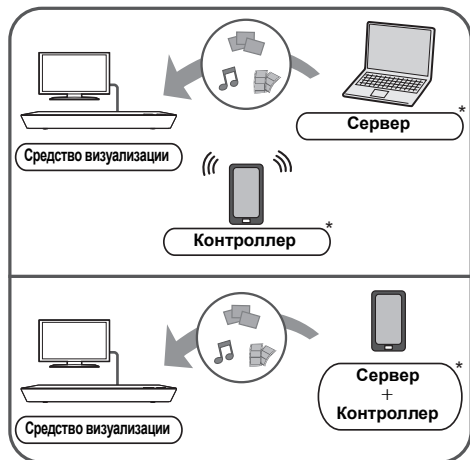 Сервер*
Средство визуализации
Контроллер*
Сервер*
+
Контроллер
Средство визуализации